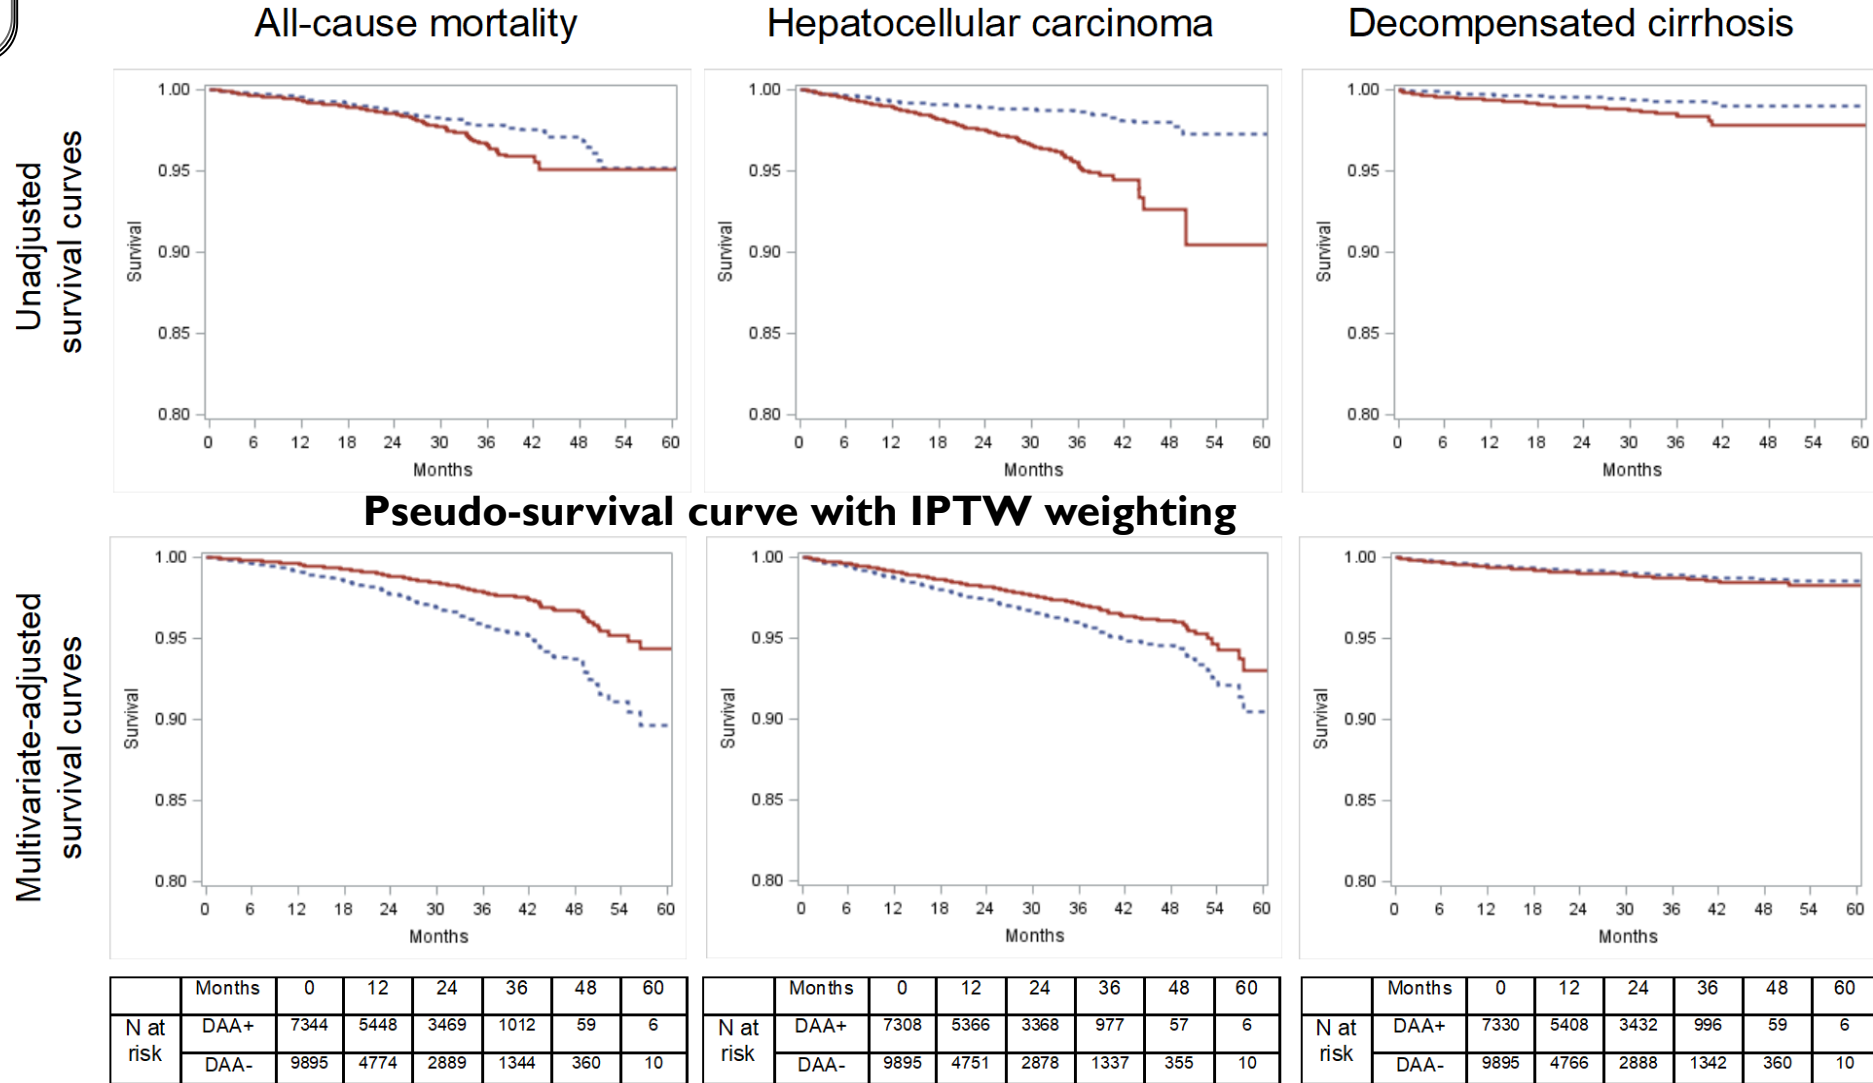 All-cause mortality
Hepatocellular carcinoma
Decompensated cirrhosis
Unadjusted
survival curves
1.00
0.95
0.90
0.85
0.80
Survival
0 6 12 18 24 30 36 42 48 54 60
Months
1.00
0.95
0.90
0.85
0.80
Survival
0 6 12 18 24 30 36 42 48 54 60
Months
1.00
0.95
0.90
0.85
0.80
Survival
0 6 12 18 24 30 36 42 48 54 60
Months
Pseudo-survival curve with IPTW weighting
Multivariate-adjusted
survival curves
1.00
0.95
0.90
0.85
0.80
Survival
0 6 12 18 24 30 36 42 48 54 60
Months
1.00
0.95
0.90
0.85
0.80
Survival
0 6 12 18 24 30 36 42 48 54 60
Months
1.00
0.95
0.90
0.85
0.80
Survival
0 6 12 18 24 30 36 42 48 54 60
Months
Months 0 12 24 36 48 60
N at risk
DAA+ 7344 5448 3469 1012 59 6
DAA- 9895 4774 2889 1344 360 10
Months 0 12 24 36 48 60
N at risk
DAA+ 7308 5366 3368 977 57 6
DAA- 9895 4751 2878 1337 355 10
Months 0 12 24 36 48 60
N at risk
DAA+ 7330 5408 3432 996 59 6
DAA- 9895 4766 2888 1342 360 10